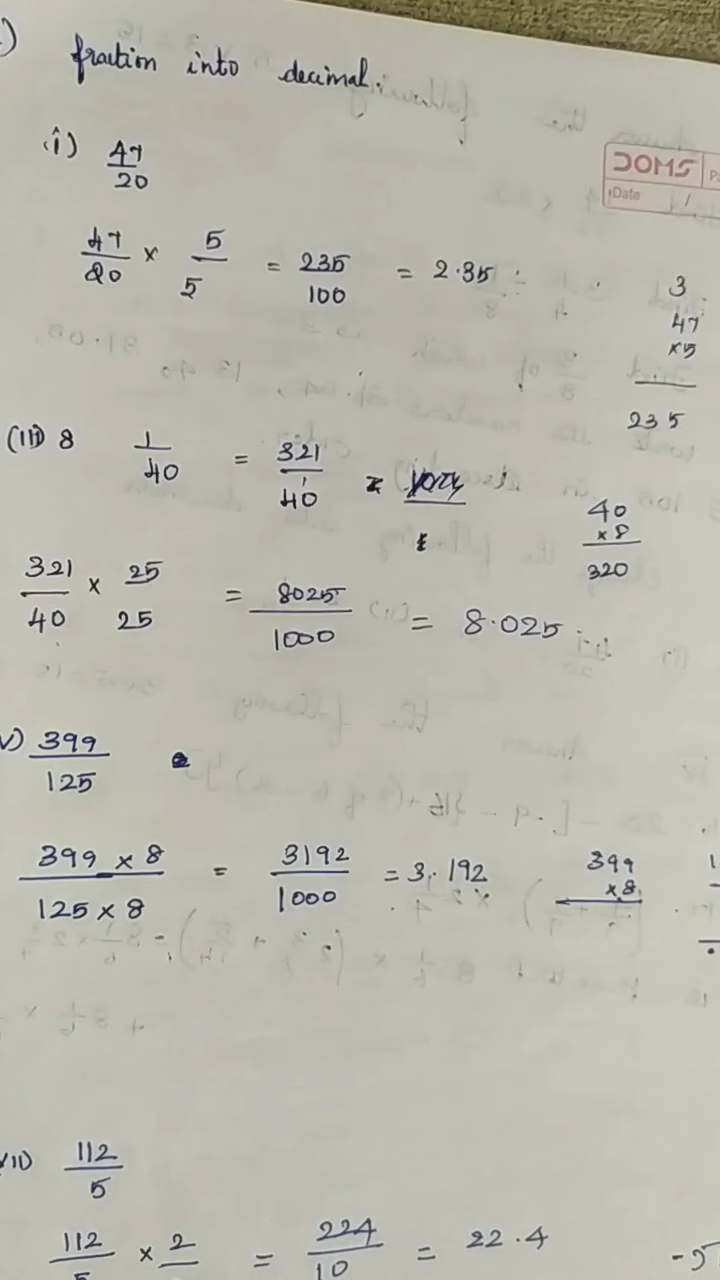 fraction into decimal.
i) 47/20
DOMS
Date /
47/20 × 5/5 = 235/100 = 2.35
3
47
×5
235
(iii) 8 1/40 = 321/40
40
×8
320
321/40 × 25/25 = 8025/1000 = 8.025
v) 399/125
399 × 8/125 × 8 = 3192/1000 = 3.192
399
×8
vii) 112/5
112/5 × 2 = 224/10 = 22.4